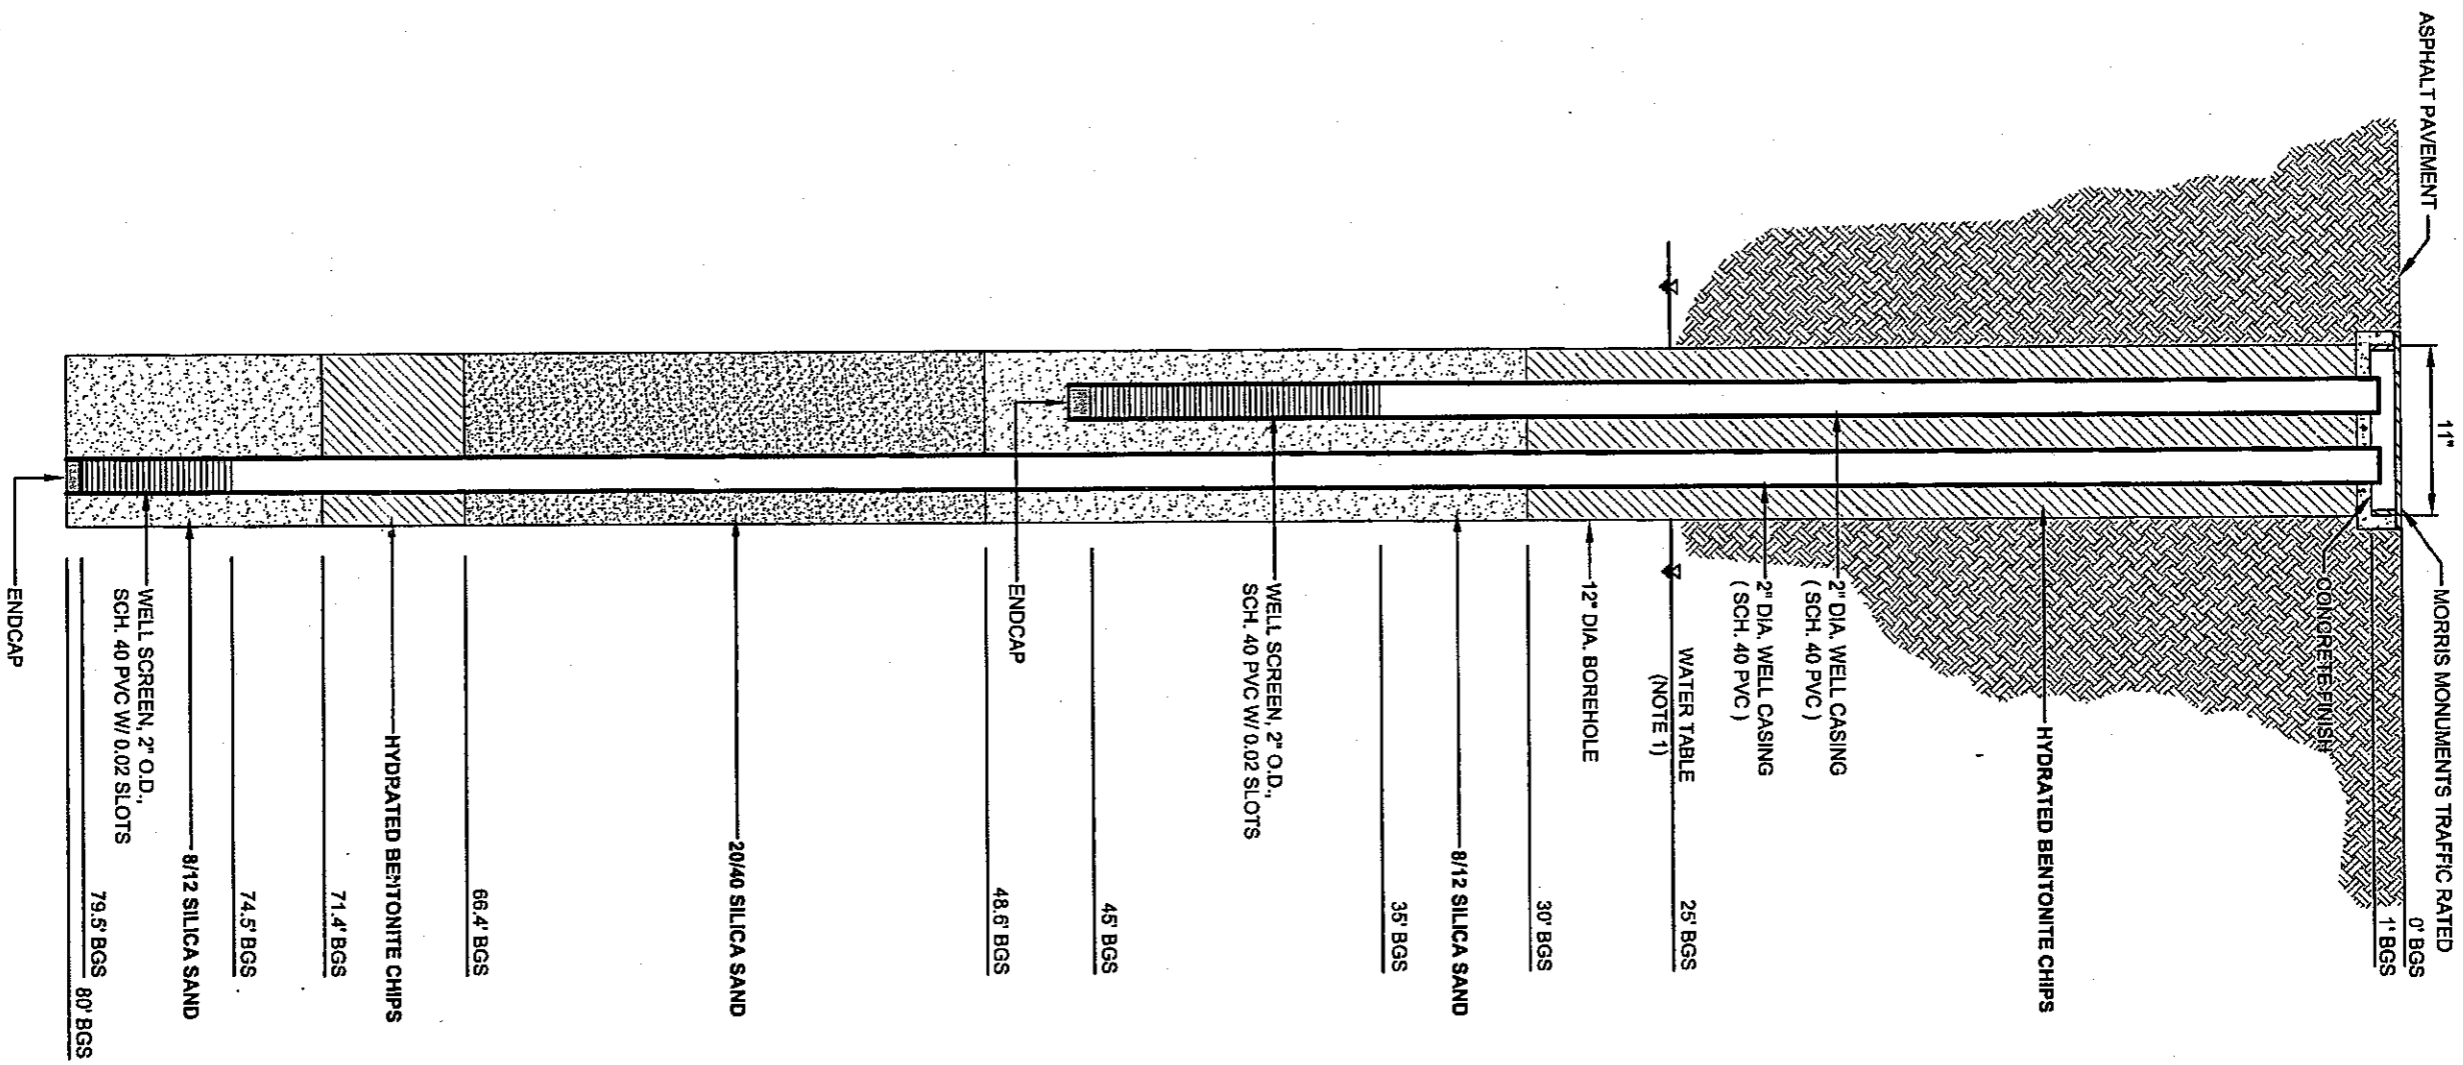 ASPHALT PAVEMENT
11"
MORRIS MONUMENTS TRAFFIC RATED
0' BGS
1' BGS
CONCRETE FINISH
HYDRATED BENTONITE CHIPS
2" DIA. WELL CASING
( SCH. 40 PVC )
2" DIA. WELL CASING
( SCH. 40 PVC )
WATER TABLE
(NOTE 1)
25' BGS
12" DIA. BOREHOLE
30' BGS
8/12 SILICA SAND
35' BGS
WELL SCREEN, 2" O.D.,
SCH. 40 PVC W/ 0.02 SLOTS
45' BGS
ENDCAP
48.6' BGS
20/40 SILICA SAND
66.4' BGS
HYDRATED BENTONITE CHIPS
71.4' BGS
74.5' BGS
8/12 SILICA SAND
WELL SCREEN, 2" O.D.,
SCH. 40 PVC W/ 0.02 SLOTS
79.5' BGS
80' BGS
ENDCAP